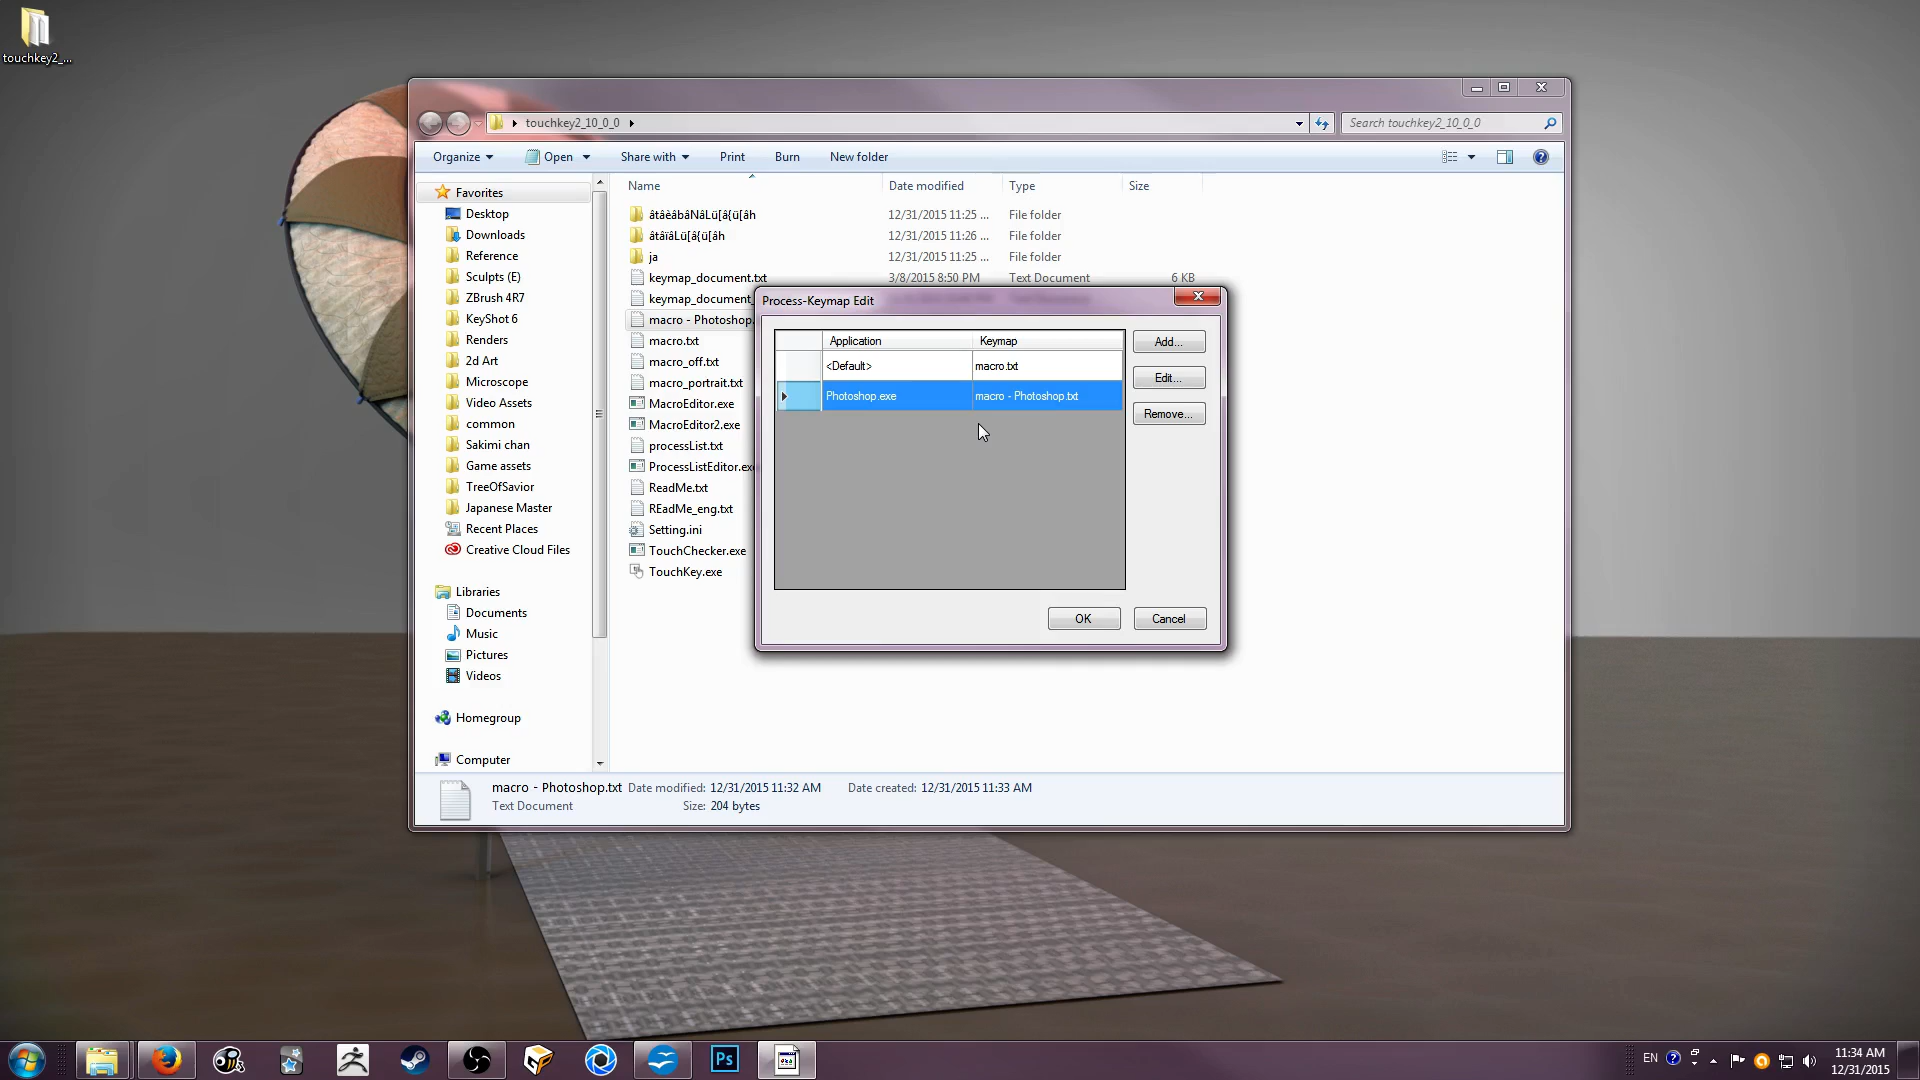 touchkey2_...
touchkey2_10_0_0
Search touchkey2_10_0_0
Organize
Open
Share with
Print
Burn
New folder
Favorites
Desktop
Downloads
Reference
Sculpts (E)
ZBrush 4R7
KeyShot 6
Renders
2d Art
Microscope
Video Assets
common
Sakimi chan
Game assets
TreeOfSavior
Japanese Master
Recent Places
Creative Cloud Files
Libraries
Documents
Music
Pictures
Videos
Homegroup
Computer
Name Date modified Type Size
âtâèâbâNâLü[â{ü[âh 12/31/2015 11:25 ... File folder
âtâïâLü[â{ü[âh 12/31/2015 11:26 ... File folder
ja 12/31/2015 11:25 ... File folder
keymap_document.txt 3/8/2015 8:50 PM Text Document 6 KB
keymap_document_
macro - Photoshop.
macro.txt
macro_off.txt
macro_portrait.txt
MacroEditor.exe
MacroEditor2.exe
processList.txt
ProcessListEditor.exe
ReadMe.txt
REadMe_eng.txt
Setting.ini
TouchChecker.exe
TouchKey.exe
Process-Keymap Edit
Application Keymap
<Default> macro.txt
Photoshop.exe macro - Photoshop.txt
Add...
Edit...
Remove...
OK
Cancel
macro - Photoshop.txt Date modified: 12/31/2015 11:32 AM Date created: 12/31/2015 11:33 AM
Text Document Size: 204 bytes
Ps
EN
11:34 AM
12/31/2015